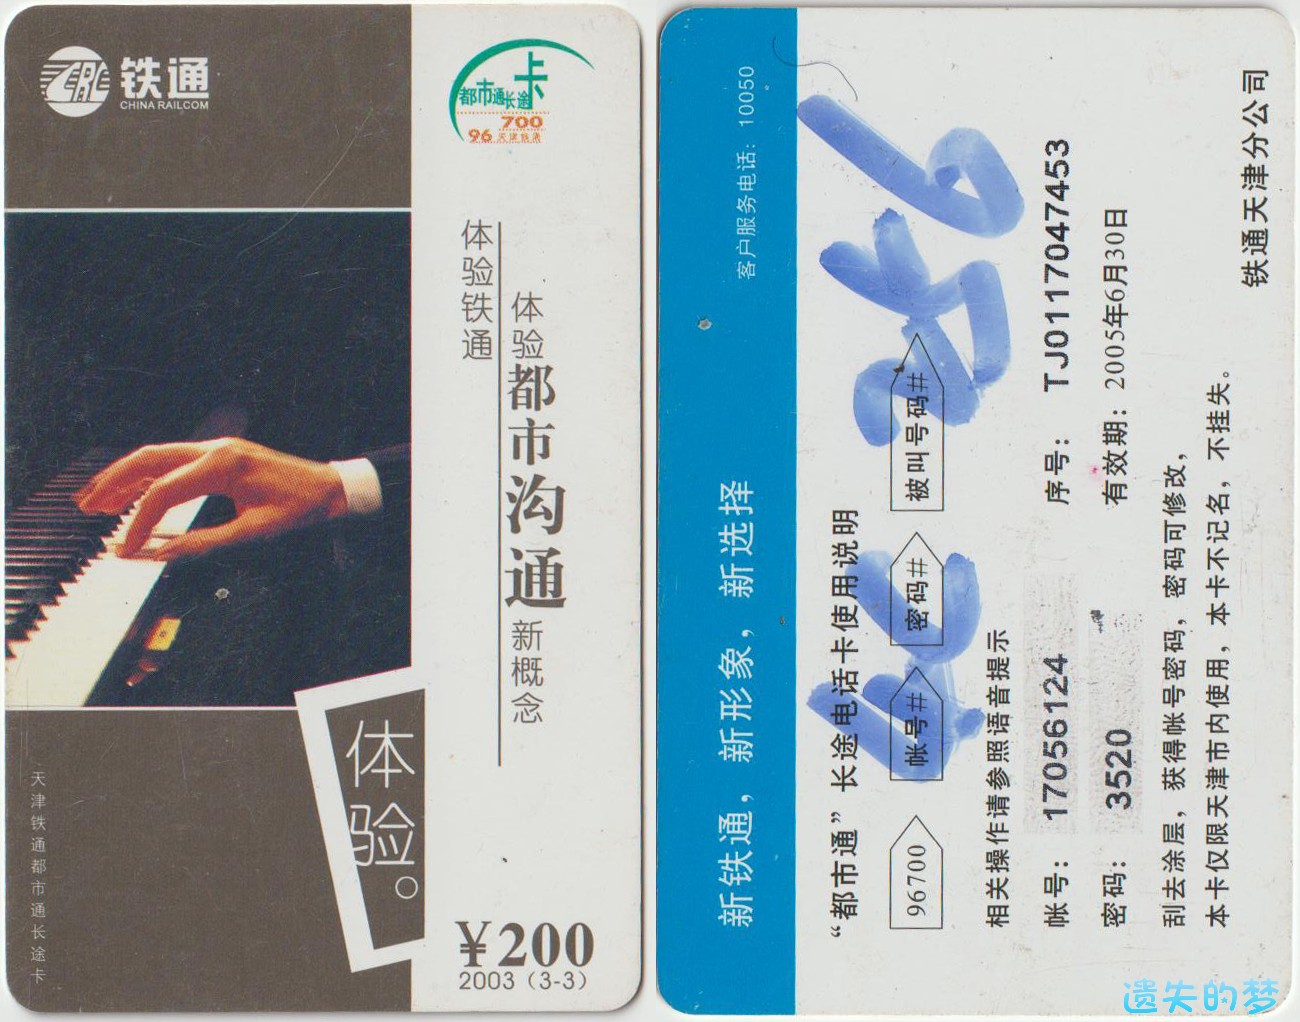 铁通
CHINA RAILCOM
都市通长途卡
96700
天津铁通
体验铁通
体验都市沟通新概念
体验。
天津铁通都市通长途卡
¥200
2003（3-3）
新铁通，新形象，新选择
客户服务电话：10050
“都市通”长途电话卡使用说明
96700 帐号# 密码# 被叫号码#
相关操作请参照语音提示
帐号：17056124 序号：TJ0117047453
密码：3520 有效期：2005年6月30日
刮去涂层，获得帐号密码，密码可修改，
本卡仅限天津市内使用，本卡不记名，不挂失。
铁通天津分公司
遗失的梦